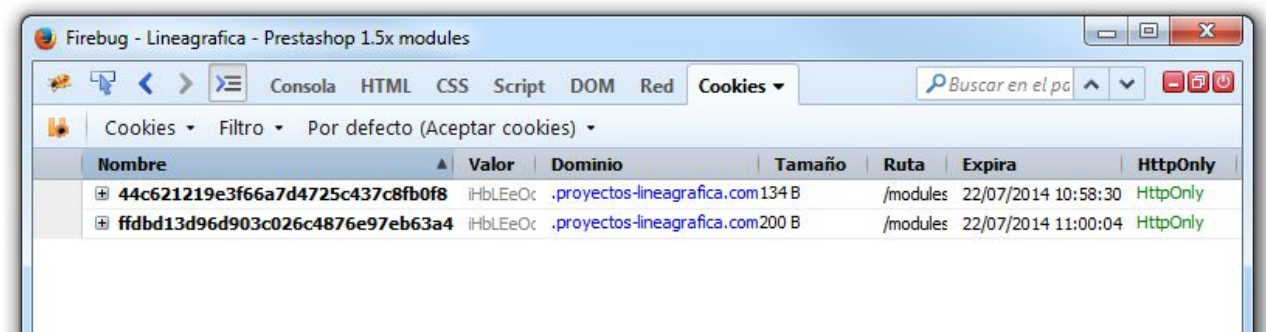 Firebug - Lineagrafica - Prestashop 1.5x modules
Consola HTML CSS Script DOM Red Cookies Buscar en el pa
Cookies Filtro Por defecto (Aceptar cookies)
Nombre Valor Dominio Tamaño Ruta Expira HttpOnly
44c621219e3f66a7d4725c437c8fb0f8 iHbLEeOc .proyectos-lineagrafica.com 134 B /modules 22/07/2014 10:58:30 HttpOnly
ffdbd13d96d903c026c4876e97eb63a4 iHbLEeOc .proyectos-lineagrafica.com 200 B /modules 22/07/2014 11:00:04 HttpOnly